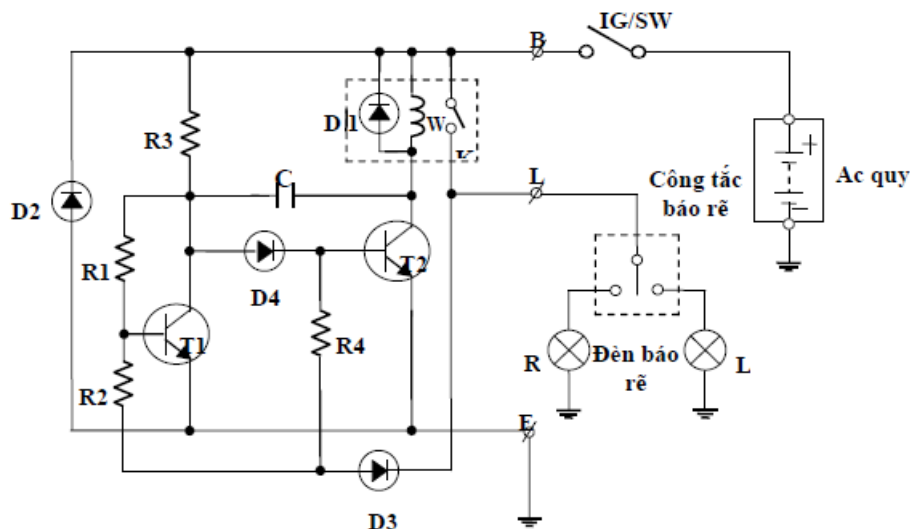 IG/SW
B
D1
W
R3
C
L
Công tắc
báo rẽ
Ac quy
D2
R1
D4
T2
T1
R4
R
Đèn báo
rẽ
L
R2
E
D3